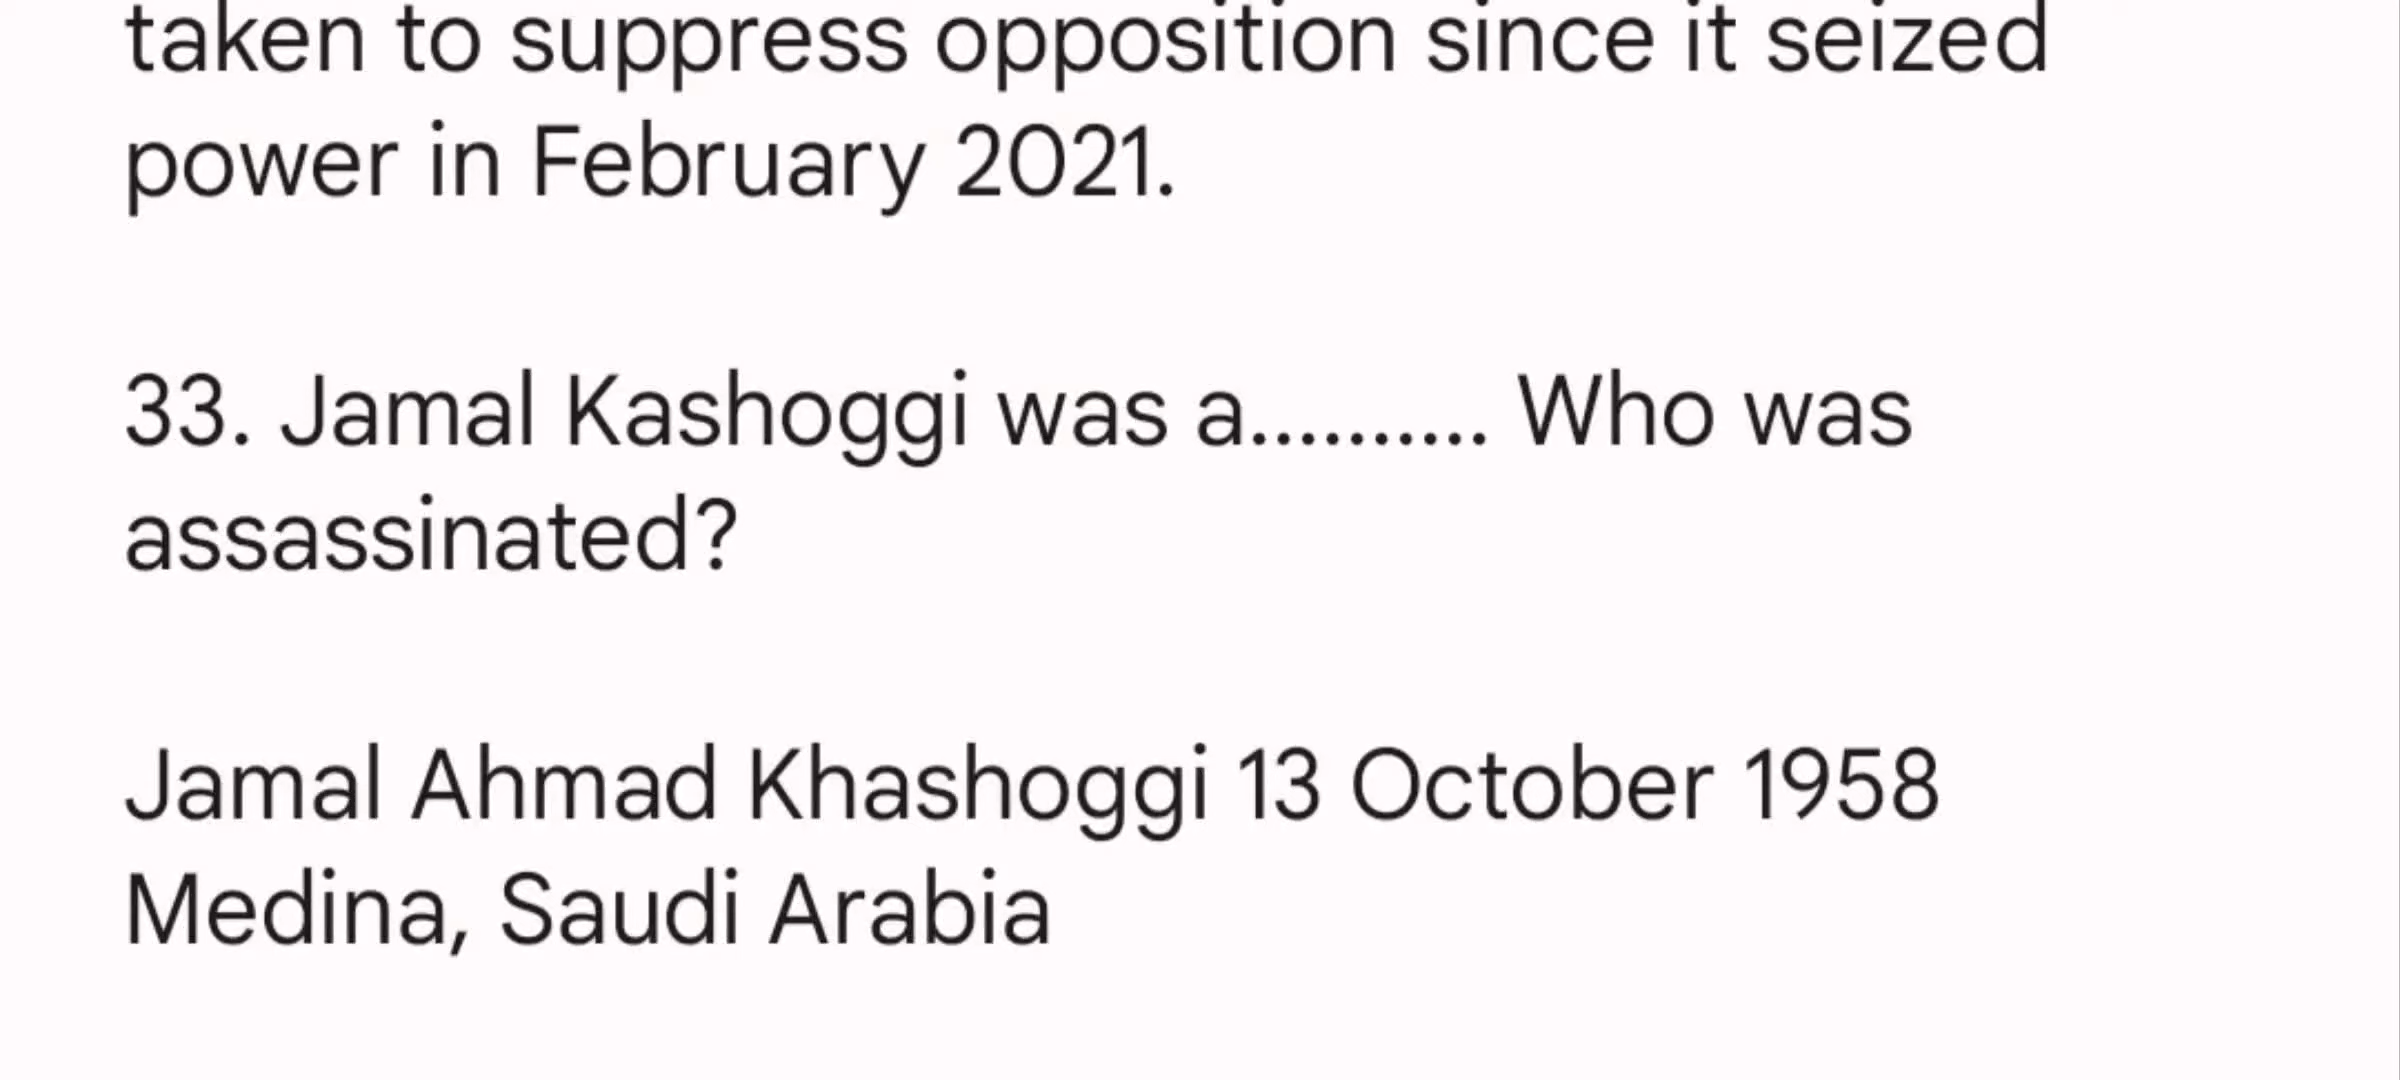 taken to suppress opposition since it seized
power in February 2021.
33. Jamal Kashoggi was a.......... Who was
assassinated?
Jamal Ahmad Khashoggi 13 October 1958
Medina, Saudi Arabia